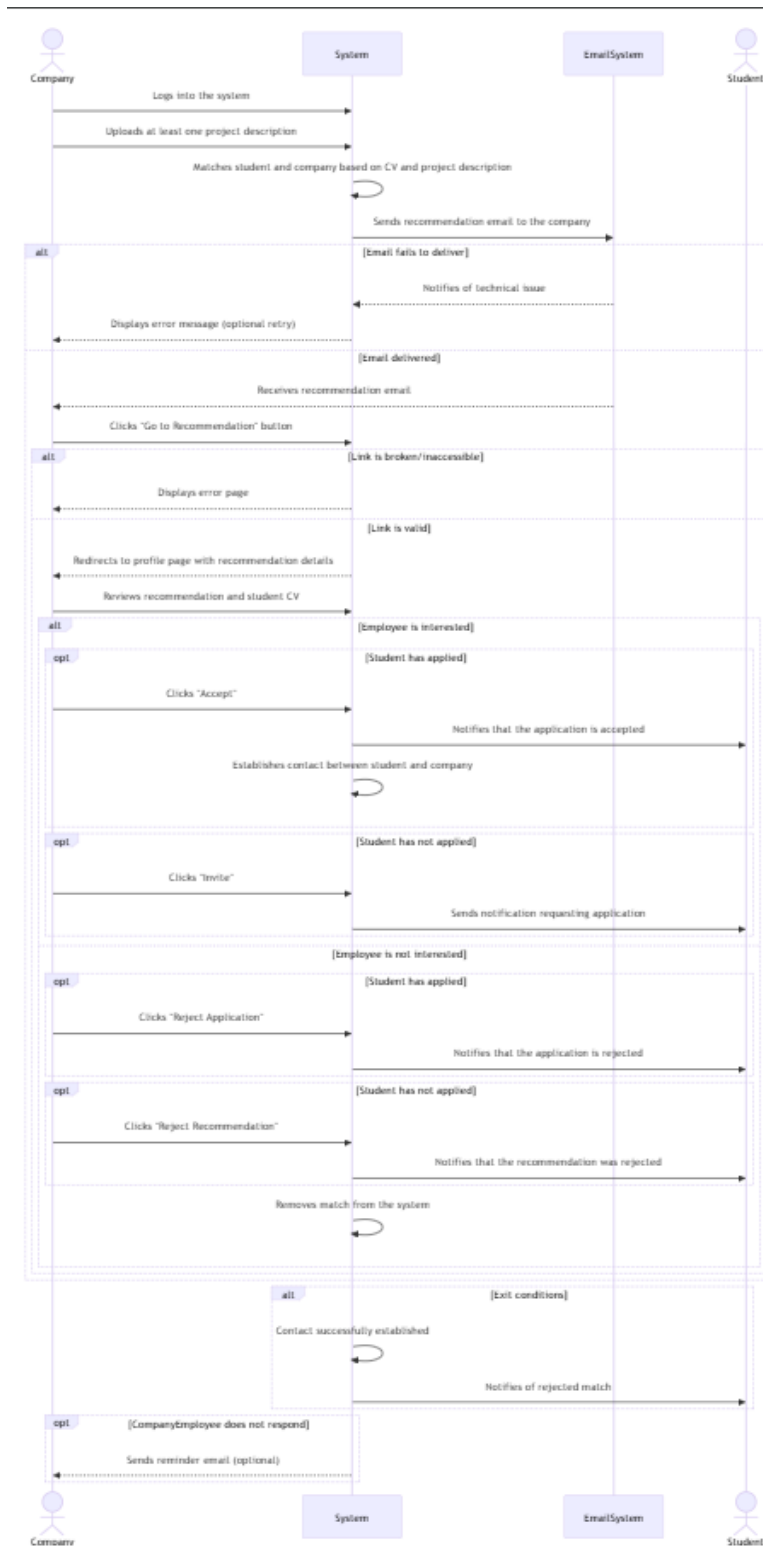 Company
System
EmailSystem
Student
Logs into the system
Uploads at least one project description
Matches student and company based on CV and project description
Sends recommendation email to the company
alt
[Email fails to deliver]
Notifies of technical issue
Displays error message (optional retry)
[Email delivered]
Receives recommendation email
Clicks "Go to Recommendation" button
alt
[Link is broken/inaccessible]
Displays error page
[Link is valid]
Redirects to profile page with recommendation details
Reviews recommendation and student CV
alt
[Employee is interested]
opt
[Student has applied]
Clicks "Accept"
Notifies that the application is accepted
Establishes contact between student and company
opt
[Student has not applied]
Clicks "Invite"
Sends notification requesting application
[Employee is not interested]
opt
[Student has applied]
Clicks "Reject Application"
Notifies that the application is rejected
opt
[Student has not applied]
Clicks "Reject Recommendation"
Notifies that the recommendation was rejected
Removes match from the system
alt
[Exit conditions]
Contact successfully established
Notifies of rejected match
opt
[CompanyEmployee does not respond]
Sends reminder email (optional)
Company
System
EmailSystem
Student